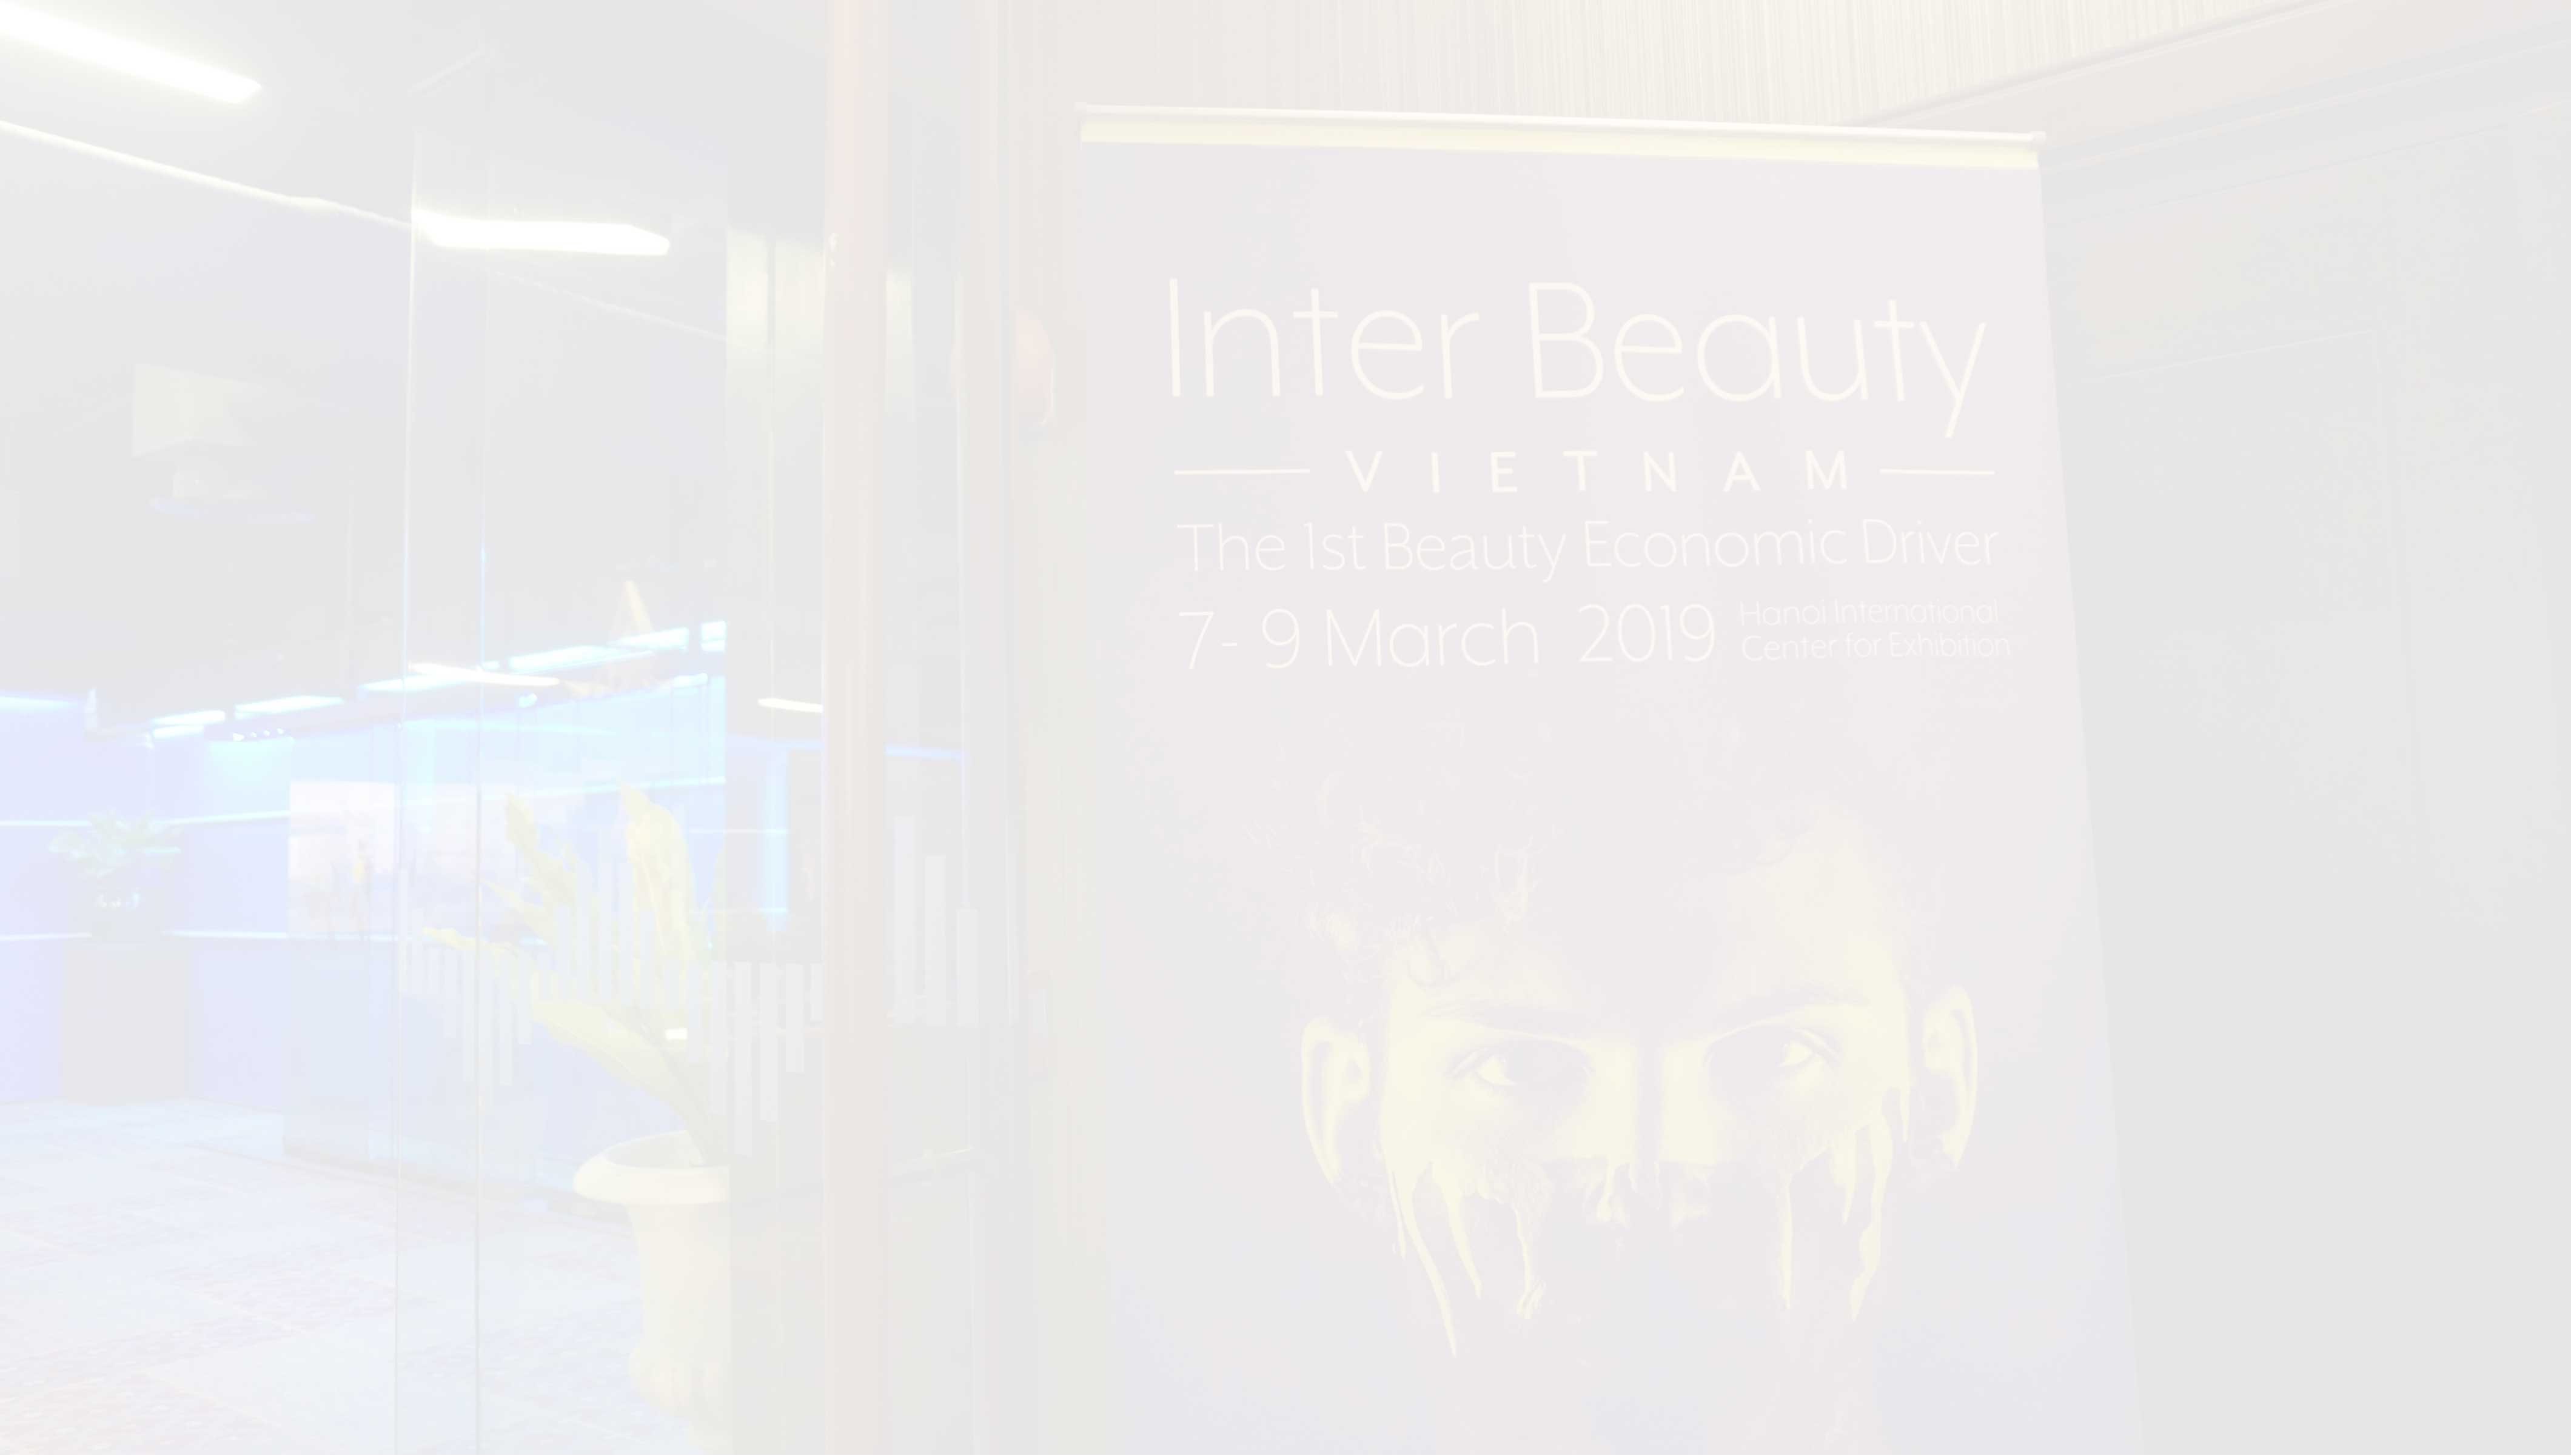 Inter Beauty
VIETNAM
The 1st Beauty Economic Driver
7-9 March 2019
Hanoi International
Center for Exhibition